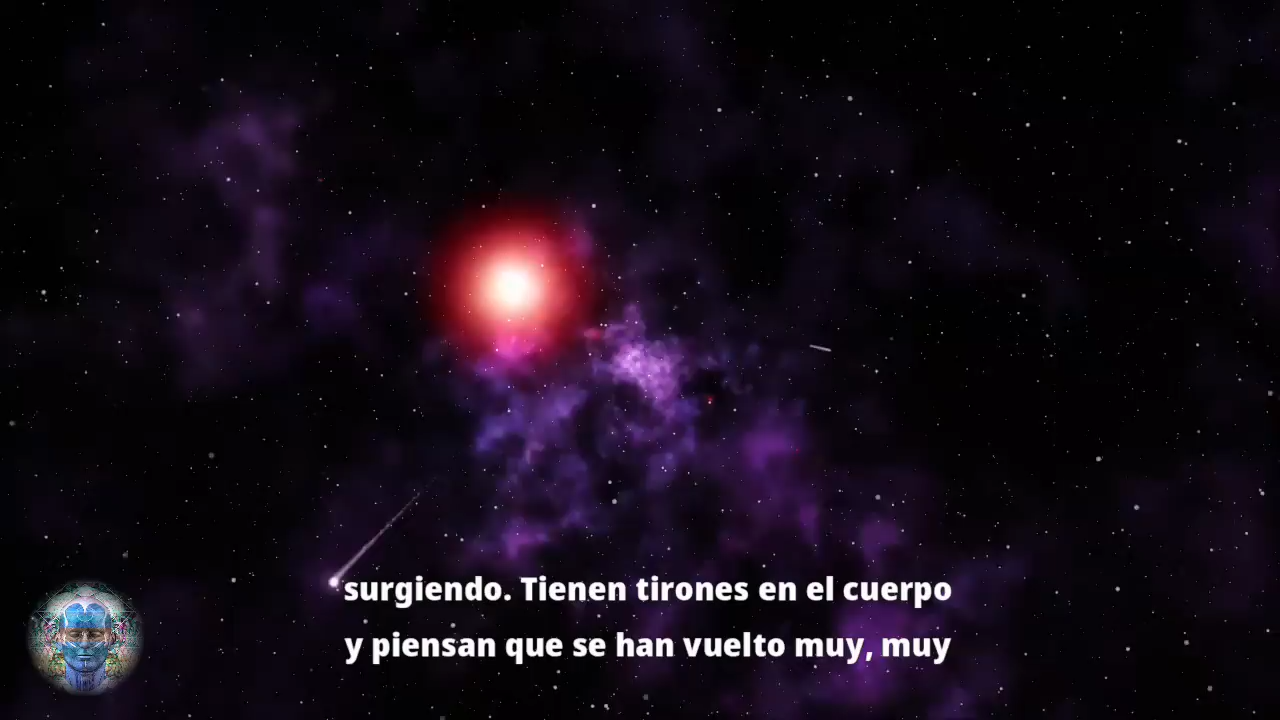 surgiendo. Tienen tirones en el cuerpo
y piensan que se han vuelto muy, muy